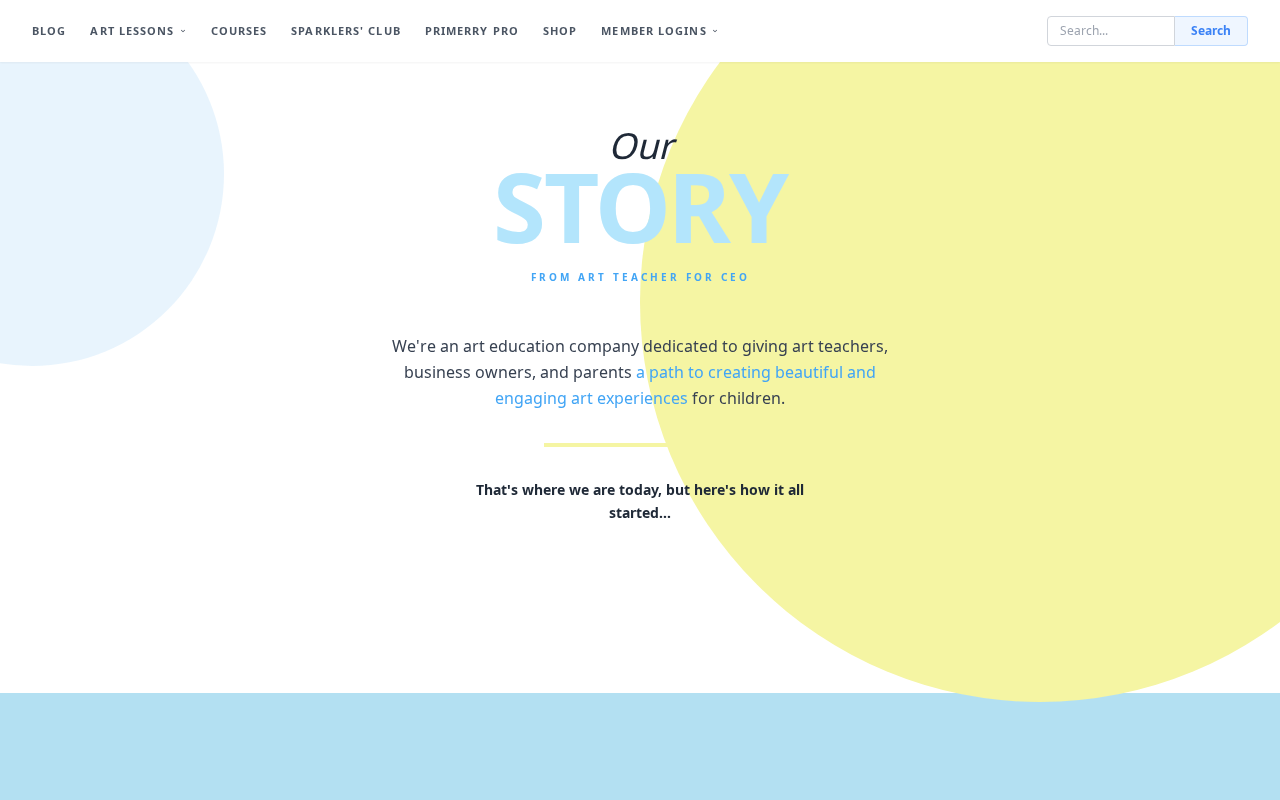 BLOG ART LESSONS COURSES SPARKLERS' CLUB PRIMERRY PRO SHOP MEMBER LOGINS Search... Search
Our
STORY
FROM ART TEACHER FOR CEO
We're an art education company dedicated to giving art teachers,
business owners, and parents a path to creating beautiful and
engaging art experiences for children.
That's where we are today, but here's how it all
started...